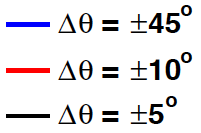 Δθ = ±45°
Δθ = ±10°
Δθ = ±5°